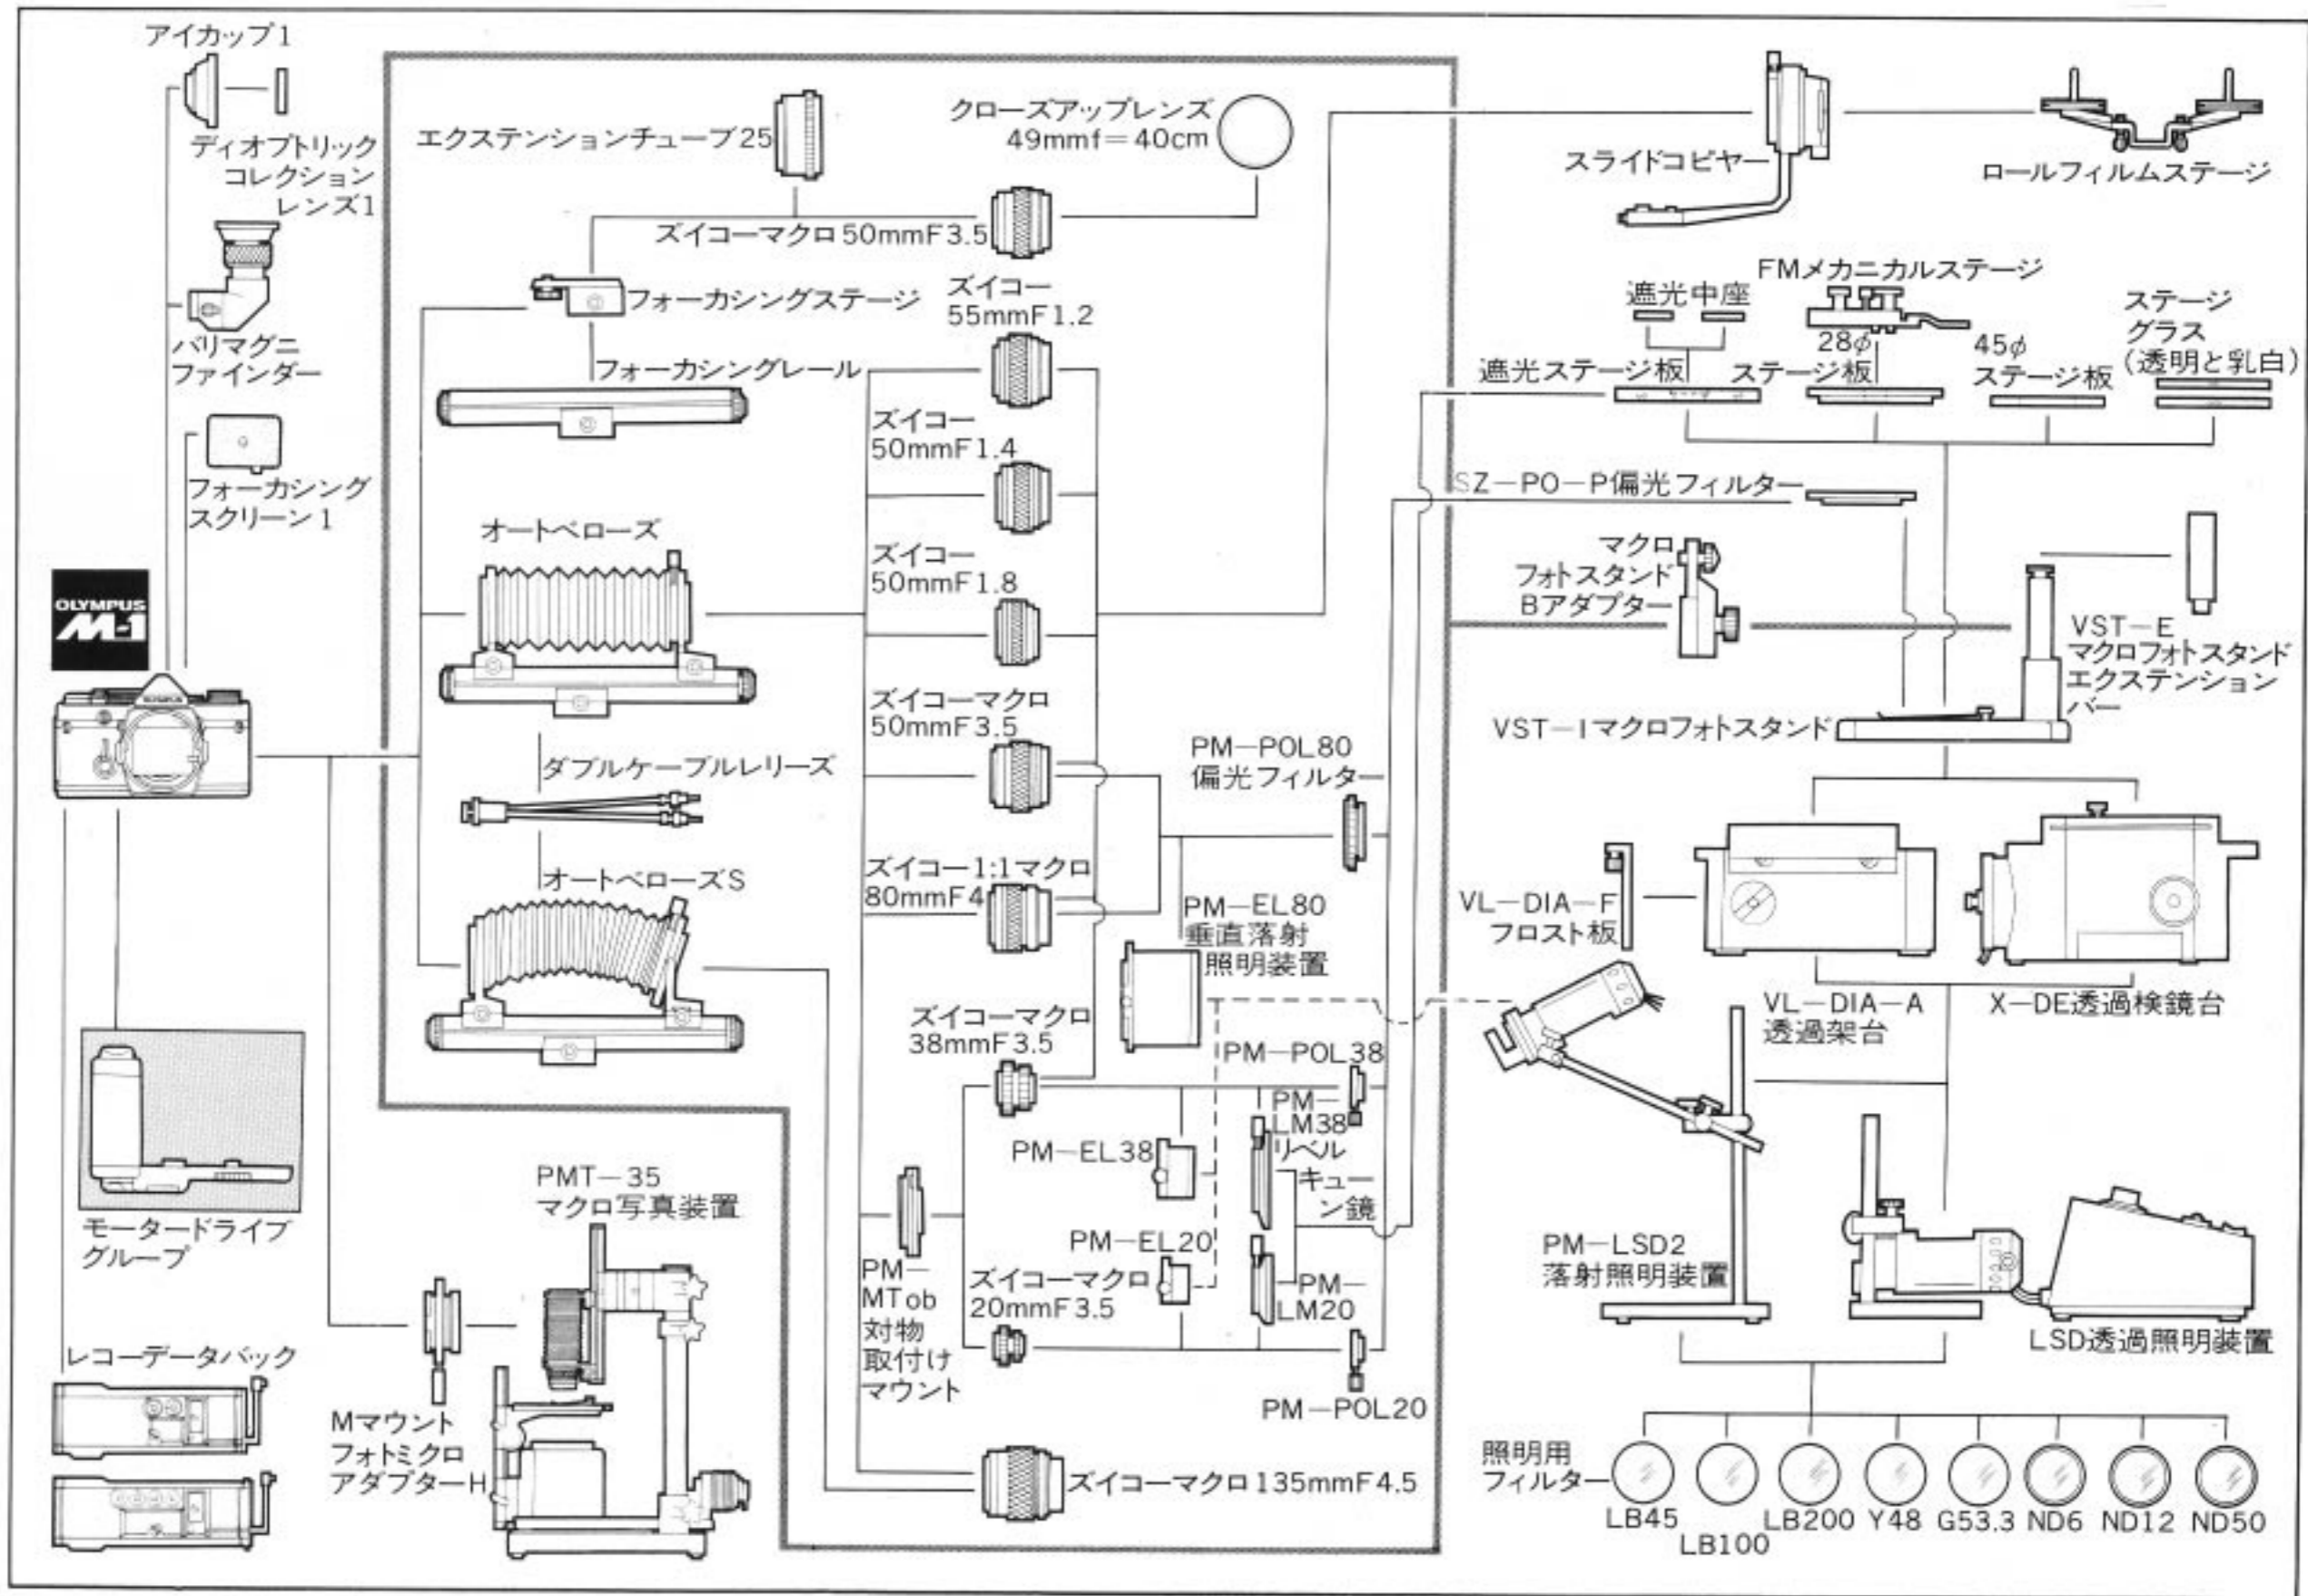 アイカップ1
ディオプトリック
コレクション
レンズ1
バリマグニ
ファインダー
フォーカシング
スクリーン1
OLYMPUS
M-1
モータードライブ
グループ
レコーデータバック
エクステンションチューブ25
クローズアップレンズ
49mmf=40cm
ズイコーマクロ50mmF3.5
フォーカシングステージ
フォーカシングレール
オートベローズ
ダブルケーブルレリーズ
オートベローズS
PMT-35
マクロ写真装置
Mマウント
フォトミクロ
アダプターH
ズイコー
55mmF1.2
ズイコー
50mmF1.4
ズイコー
50mmF1.8
ズイコーマクロ
50mmF3.5
ズイコー1:1マクロ
80mmF4
ズイコーマクロ
38mmF3.5
PM-
MTob
対物
取付け
マウント
ズイコーマクロ
20mmF3.5
ズイコーマクロ135mmF4.5
PM-POL80
偏光フィルター
PM-EL80
垂直落射
照明装置
PM-POL38
PM-EL38
PM-
LM38
リベル
キュー
ン鏡
PM-EL20
PM-
LM20
PM-POL20
スライドコピヤー
ロールフィルムステージ
遮光中座
FMメカニカルステージ
遮光ステージ板
28φ
ステージ板
45φ
ステージ板
ステージ
グラス
(透明と乳白)
SZ-PO-P偏光フィルター
マクロ
フォトスタンド
Bアダプター
VST-E
マクロフォトスタンド
エクステンション
バー
VST-Iマクロフォトスタンド
VL-DIA-F
フロスト板
VL-DIA-A
透過架台
X-DE透過検鏡台
PM-LSD2
落射照明装置
LSD透過照明装置
照明用
フィルター
LB45
LB100
LB200
Y48
G53.3
ND6
ND12
ND50